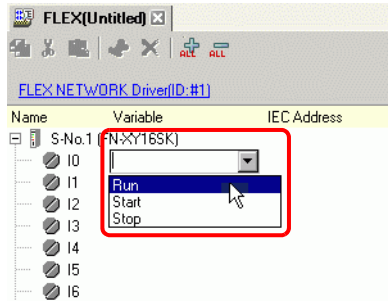 FLEX(Untitled)
ALL ALL
FLEX NETWORK Driver(ID:#1)
Name Variable IEC Address
S-No.1 (FN-XY16SK)
I0
I1 Run
I2 Start
I3 Stop
I4
I5
I6